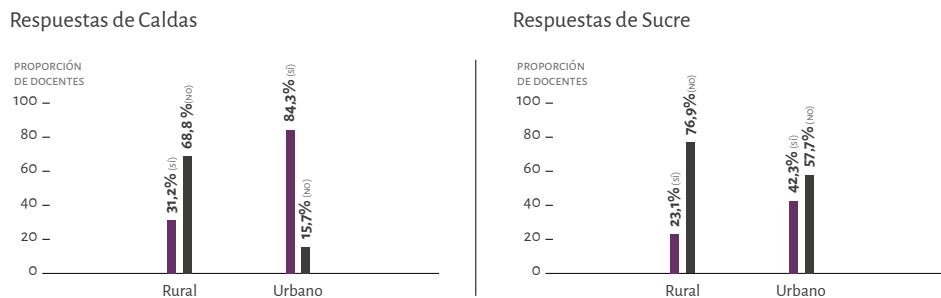 Respuestas de Caldas
PROPORCIÓN
DE DOCENTES
100
80
60
40
20
0
31,2% (SÍ)
68,8 % (NO)
84,3% (SÍ)
15,7% (NO)
Rural
Urbano
Respuestas de Sucre
PROPORCIÓN
DE DOCENTES
100
80
60
40
20
0
23,1% (SÍ)
76,9% (NO)
42,3% (SÍ)
57,7% (NO)
Rural
Urbano